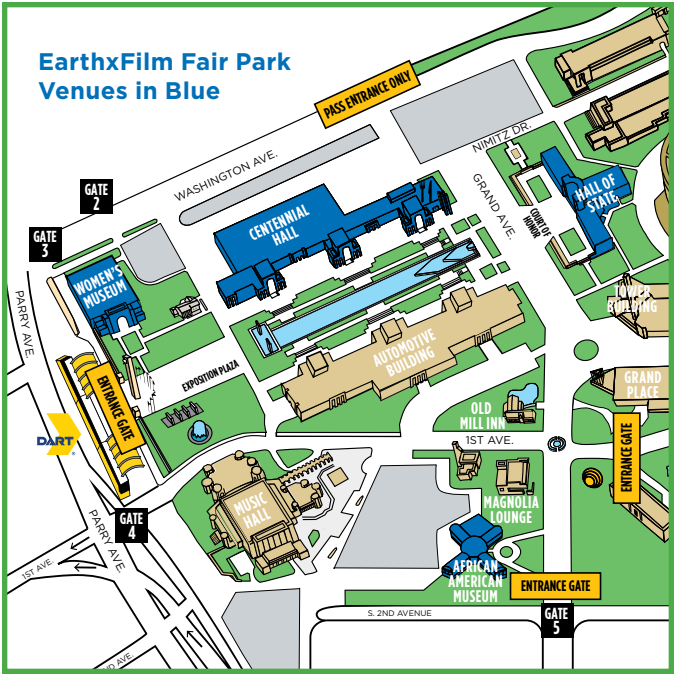 EarthxFilm Fair Park
Venues in Blue
PASS ENTRANCE ONLY
NIMITZ DR.
WASHINGTON AVE.
GATE
2
GRAND AVE.
HALL OF
STATE
COURT OF
HONOR
CENTENNIAL
HALL
GATE
3
WOMEN'S
MUSEUM
PARRY AVE.
TOWER
BUILDING
AUTOMOTIVE
BUILDING
EXPOSITION PLAZA
GRAND
PLACE
ENTRANCE GATE
DART
OLD
MILL INN
1ST AVE.
ENTRANCE GATE
MUSIC
HALL
MAGNOLIA
LOUNGE
GATE
4
PARRY AVE.
1ST AVE.
AFRICAN
AMERICAN
MUSEUM
ENTRANCE GATE
S. 2ND AVENUE
GATE
5
ND AVE.